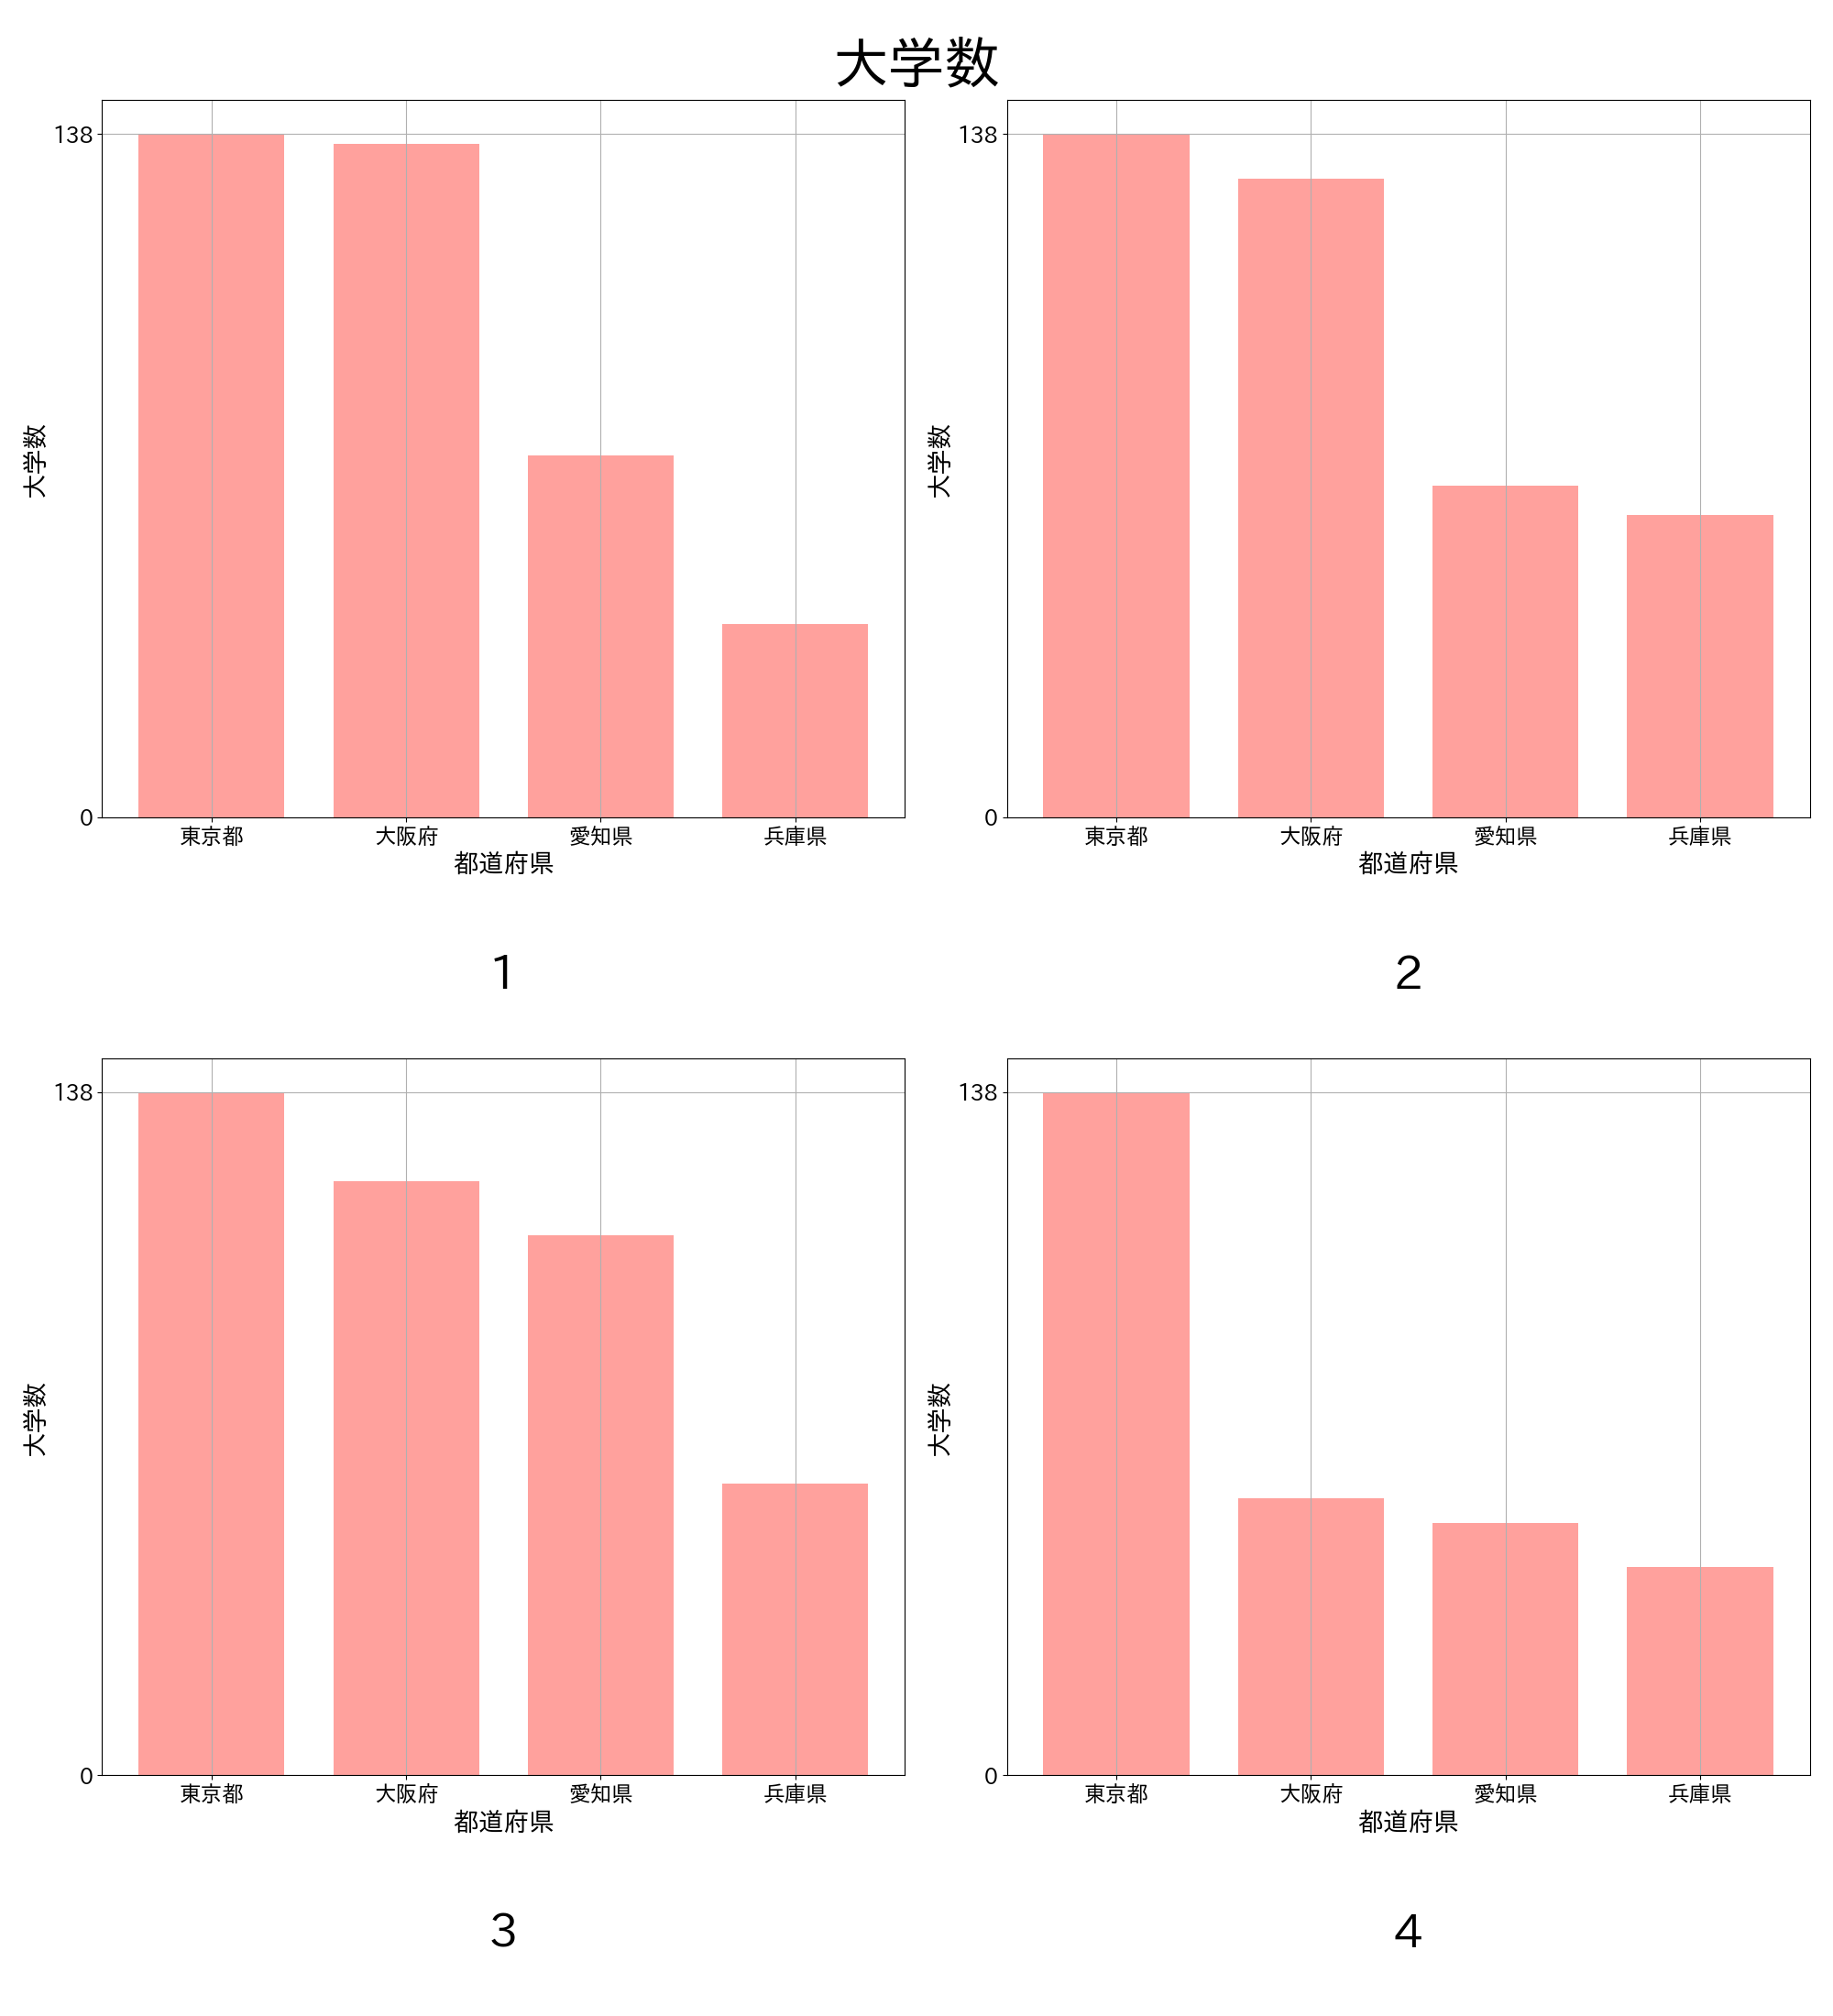 大学数
138
0
大学数
東京都 大阪府 愛知県 兵庫県
都道府県
1
138
0
大学数
東京都 大阪府 愛知県 兵庫県
都道府県
2
138
0
大学数
東京都 大阪府 愛知県 兵庫県
都道府県
3
138
0
大学数
東京都 大阪府 愛知県 兵庫県
都道府県
4